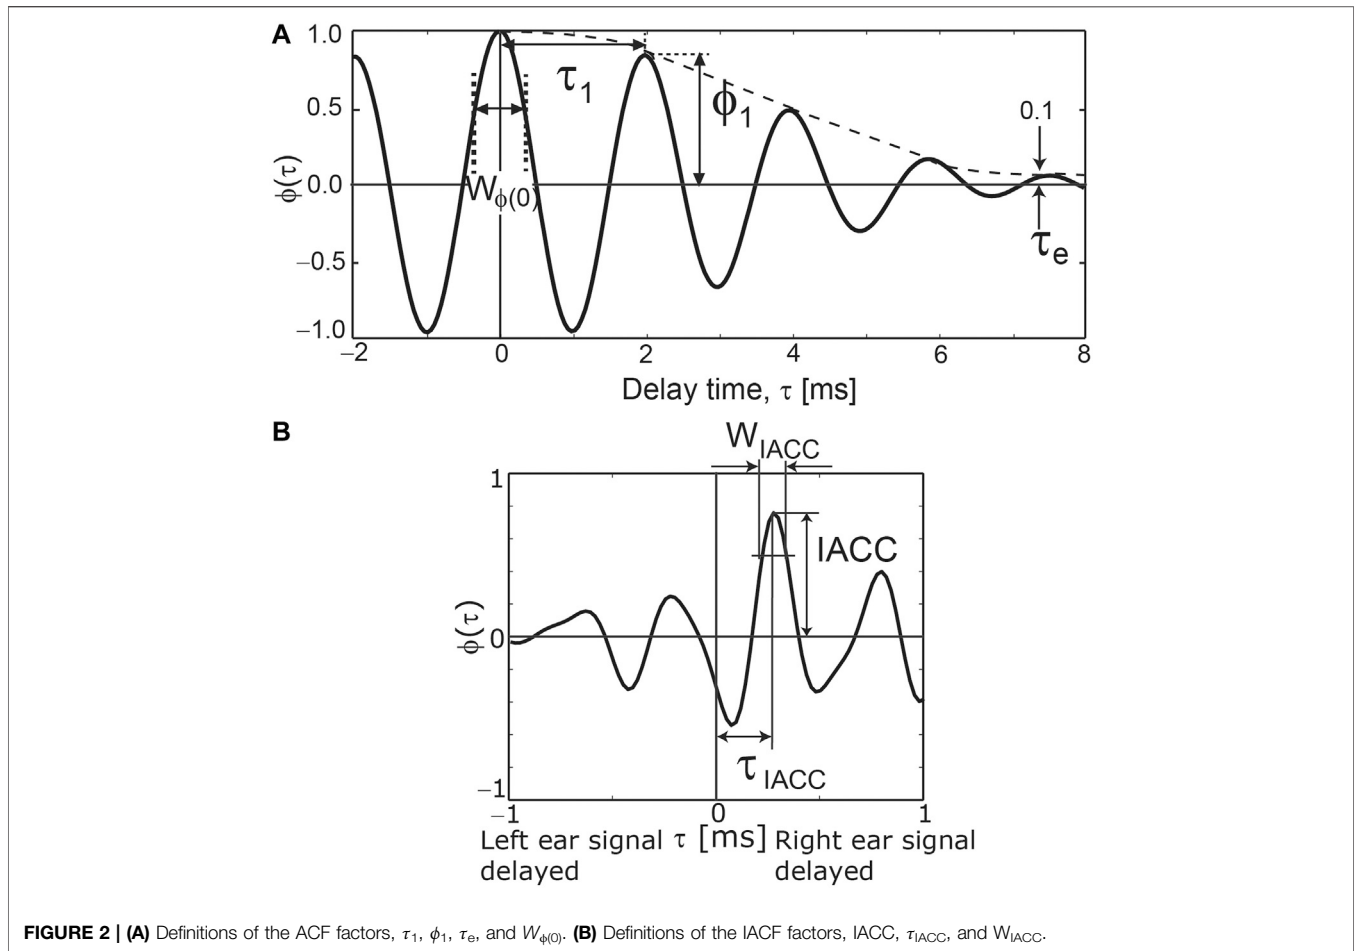 A
1.0
τ1
ϕ1
0.5
0.1
ϕ(τ)
0.0
Wϕ(0)
τe
−0.5
−1.0
−2 0 2 4 6 8
Delay time, τ [ms]
B
WIACC
1
IACC
ϕ(τ)
0
τIACC
−1
−1 0 1
Left ear signal τ [ms] Right ear signal
delayed delayed
FIGURE 2 | (A) Definitions of the ACF factors, τ1, ϕ1, τe, and Wϕ(0). (B) Definitions of the IACF factors, IACC, τIACC, and WIACC.